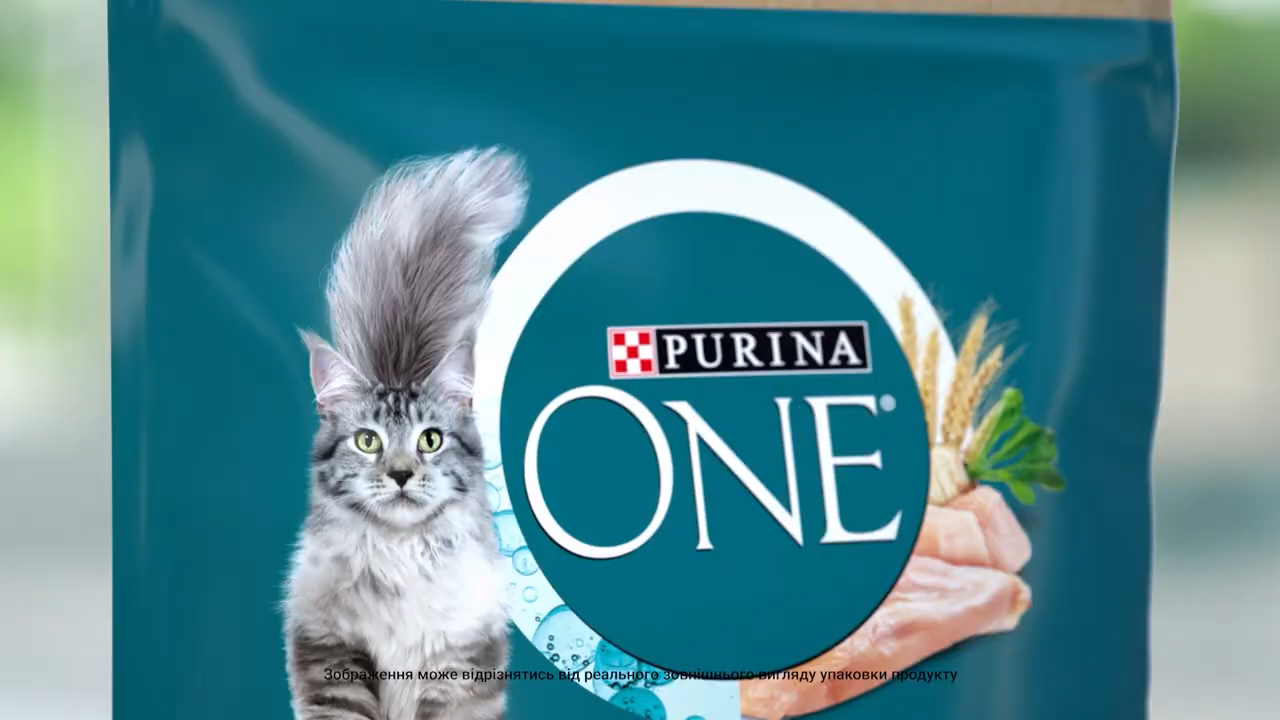 PURINA
ONE®
Зображення може відрізнятись від реального зовнішнього вигляду упаковки продукту